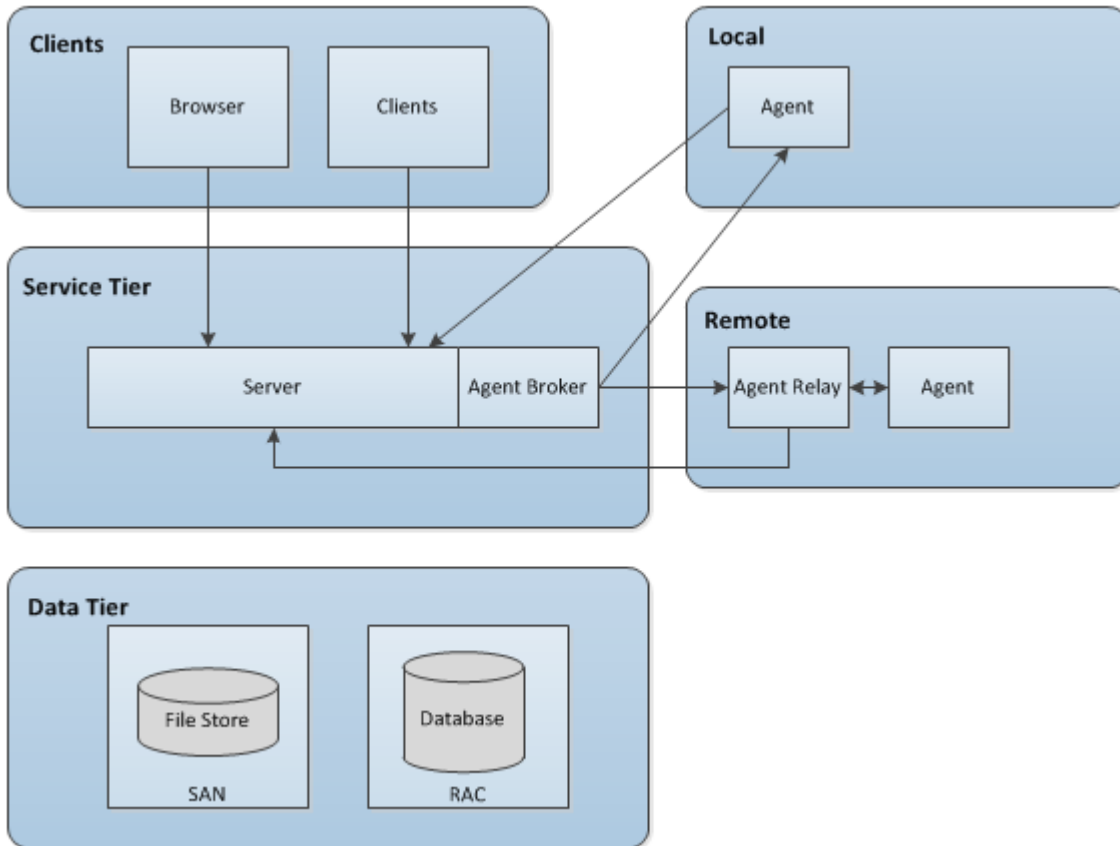 Clients
Browser
Clients
Local
Agent
Service Tier
Server
Agent Broker
Remote
Agent Relay
Agent
Data Tier
File Store
SAN
Database
RAC